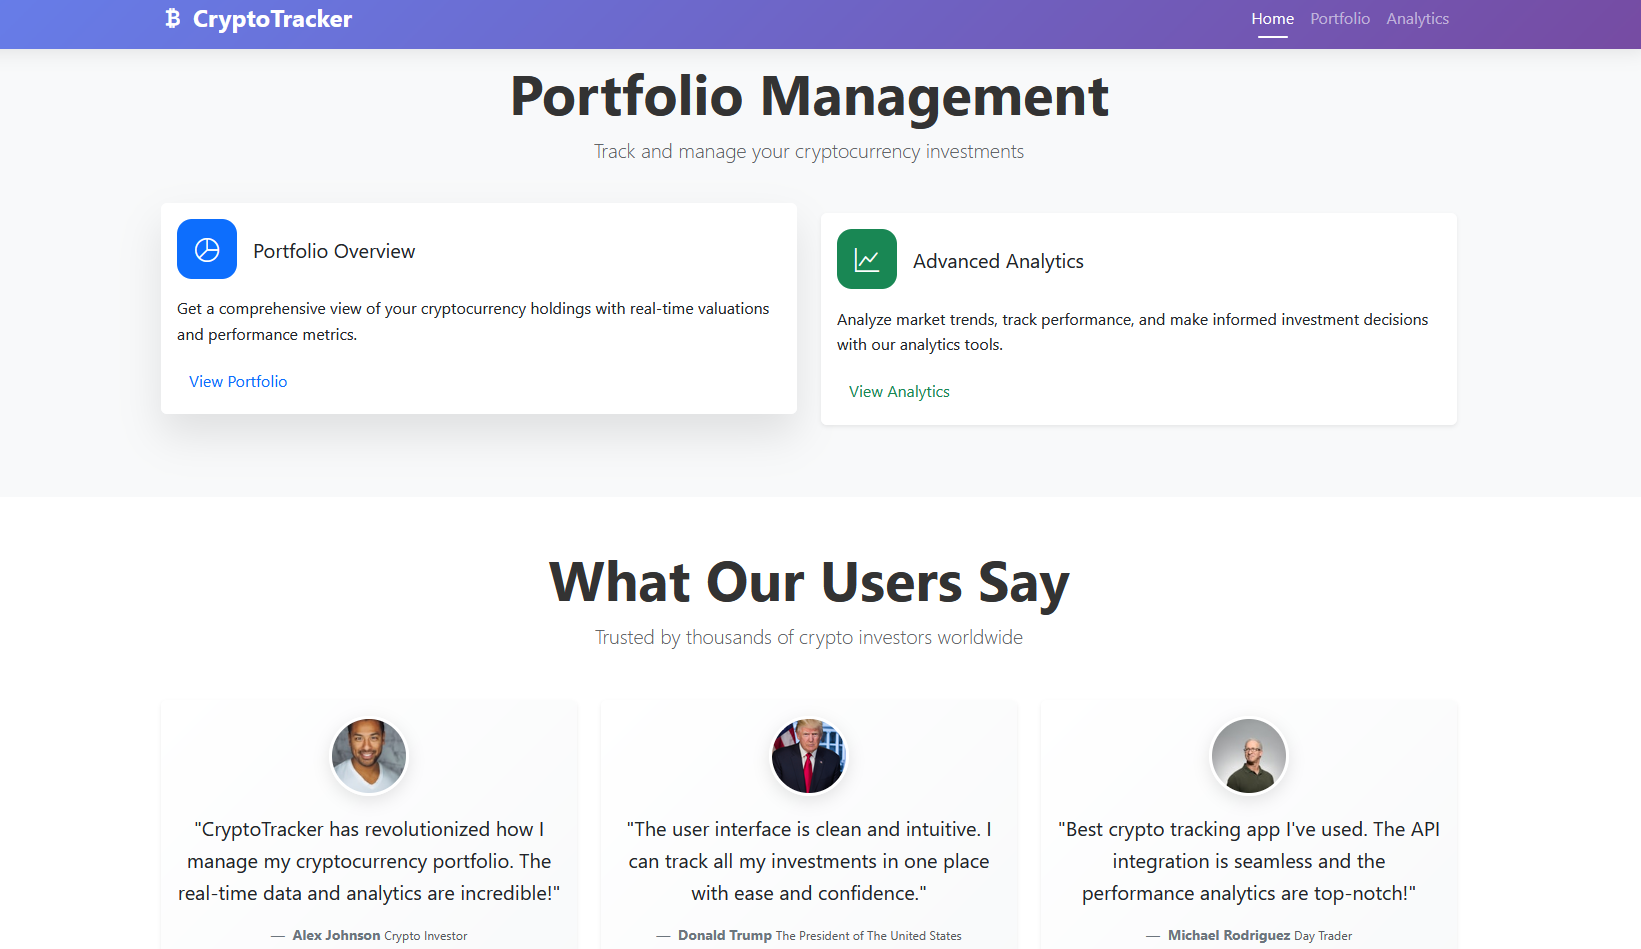 CryptoTracker
Home Portfolio Analytics
Portfolio Management
Track and manage your cryptocurrency investments
Portfolio Overview
Get a comprehensive view of your cryptocurrency holdings with real-time valuations
and performance metrics.
View Portfolio
Advanced Analytics
Analyze market trends, track performance, and make informed investment decisions
with our analytics tools.
View Analytics
What Our Users Say
Trusted by thousands of crypto investors worldwide
"CryptoTracker has revolutionized how I
manage my cryptocurrency portfolio. The
real-time data and analytics are incredible!"
— Alex Johnson Crypto Investor
"The user interface is clean and intuitive. I
can track all my investments in one place
with ease and confidence."
— Donald Trump The President of The United States
"Best crypto tracking app I've used. The API
integration is seamless and the
performance analytics are top-notch!"
— Michael Rodriguez Day Trader